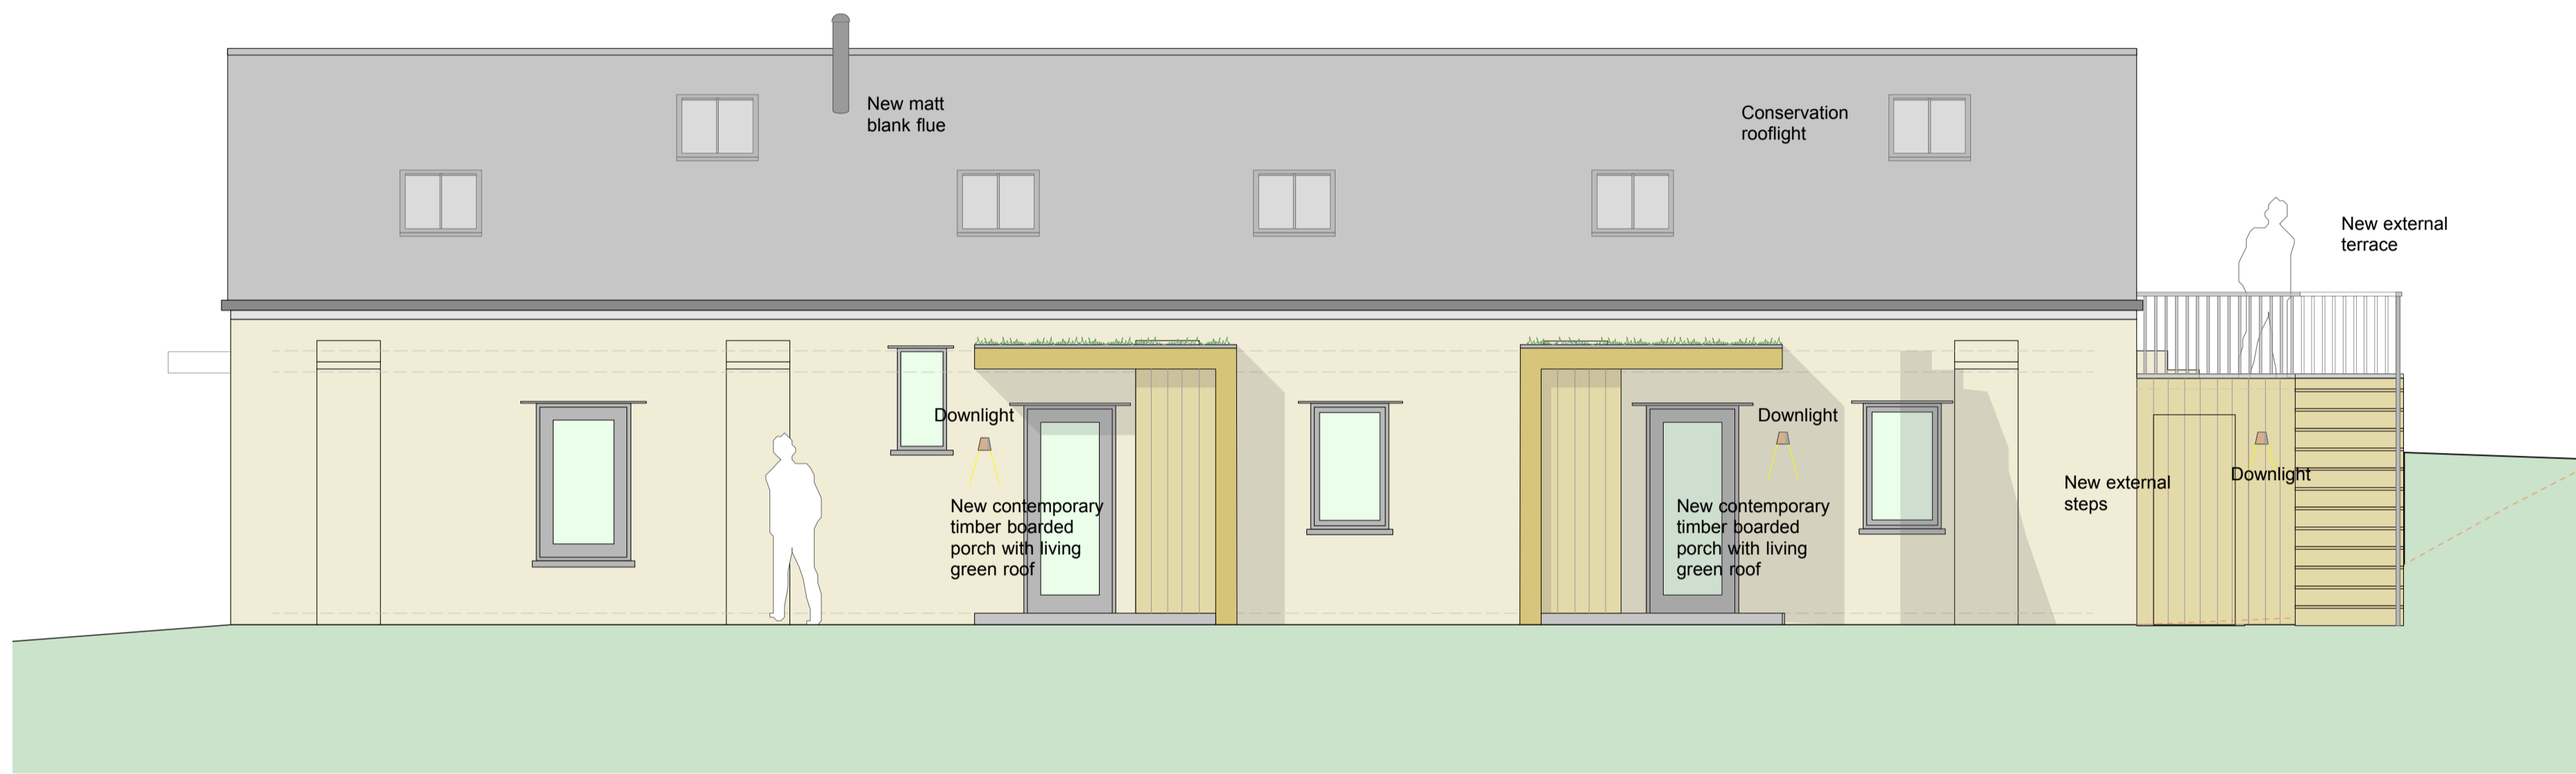 New matt
blank flue
Conservation
rooflight
New external
terrace
Downlight
Downlight
New contemporary
timber boarded
porch with living
green roof
New contemporary
timber boarded
porch with living
green roof
New external
steps
Downlight